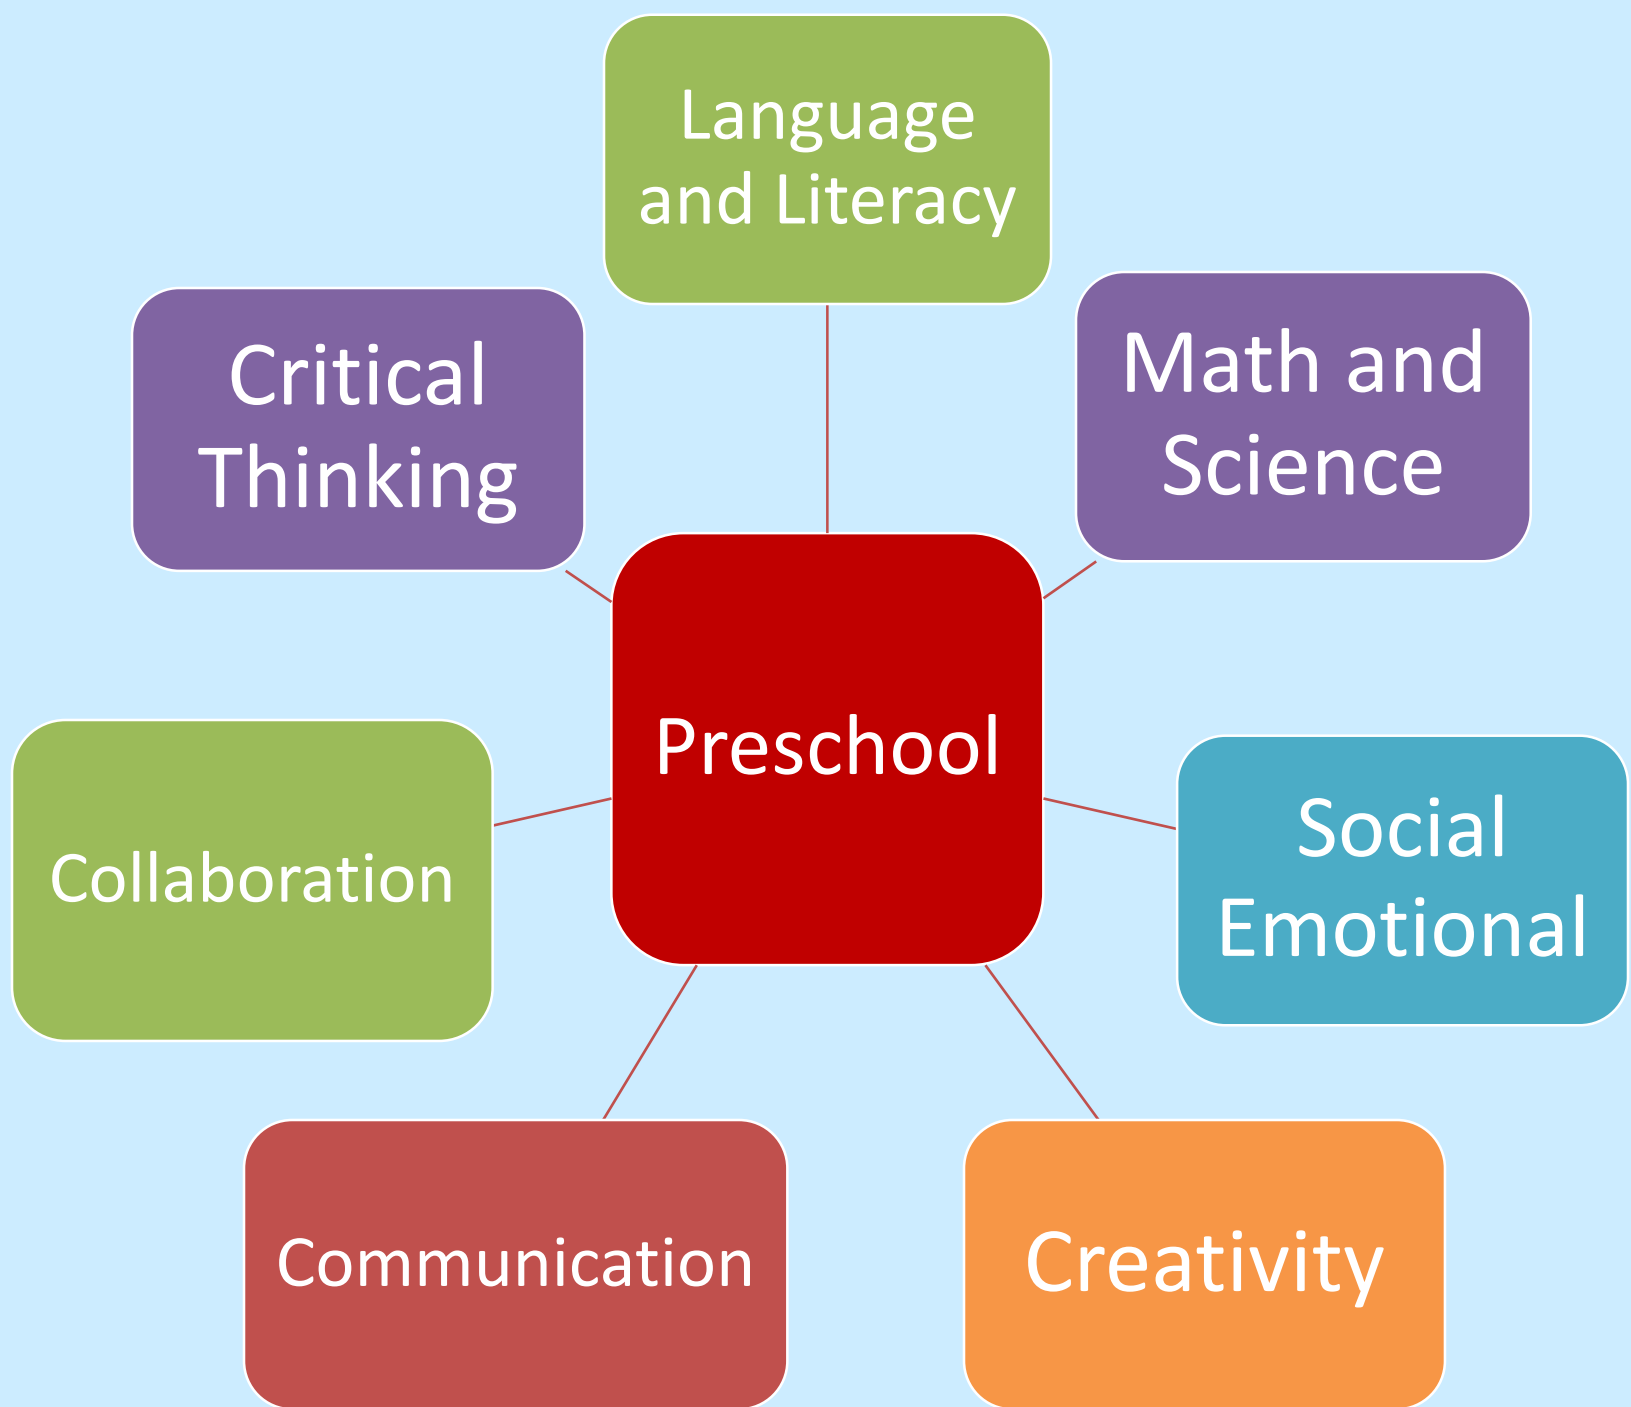 Language
and Literacy
Math and
Science
Social
Emotional
Creativity
Communication
Collaboration
Critical
Thinking
Preschool